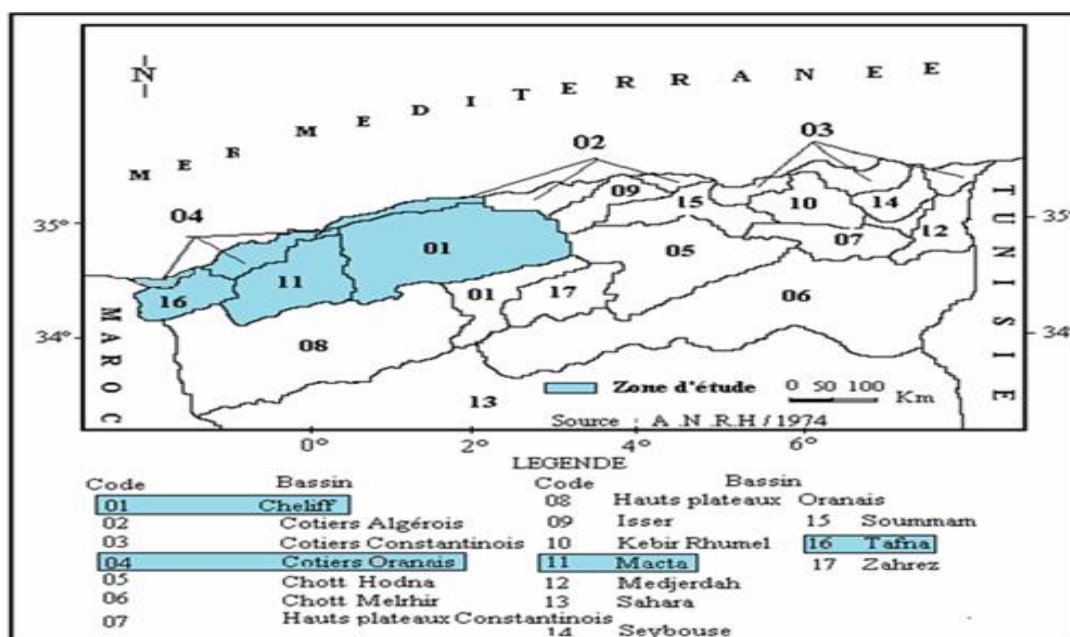 N
MER MEDITERRANEE
02
03
09
15
10
14
04
35°
35°
01
07
12
05
11
16
01
17
06
34°
34°
08
MAROC
TUNISIE
Zone d'étude
0 50 100
Km
13
Source : A .N .R.H / 1974
0° 2° 4° 6°
LEGENDE
Code Bassin
01 Cheliff
02 Cotiers Algérois
03 Cotiers Constantinois
04 Cotiers Oranais
05 Chott Hodna
06 Chott Melrhir
07 Hauts plateaux Constantinois
Code Bassin
08 Hauts plateaux Oranais
09 Isser
10 Kebir Rhumel
11 Macta
12 Medjerdah
13 Sahara
14 Seybouse
15 Soummam
16 Tafna
17 Zahrez